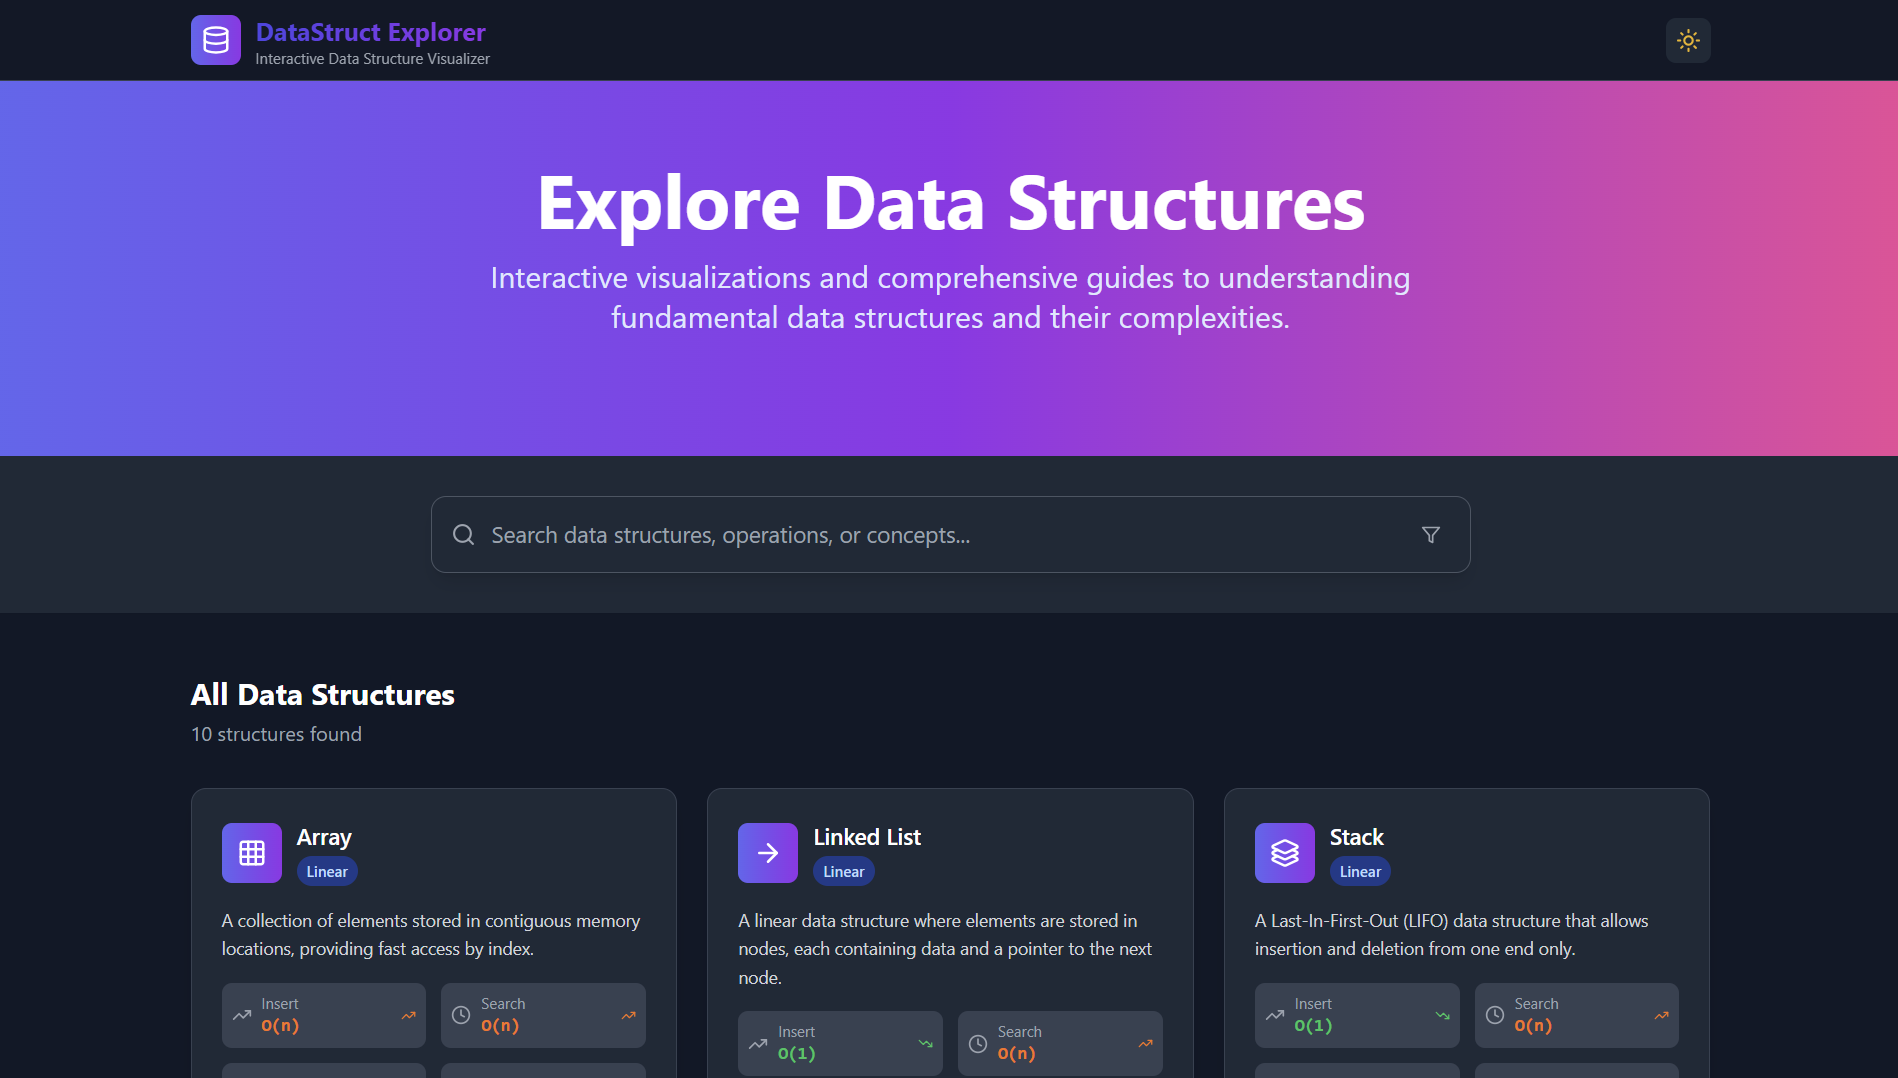 DataStruct Explorer
Interactive Data Structure Visualizer
Explore Data Structures
Interactive visualizations and comprehensive guides to understanding
fundamental data structures and their complexities.
Search data structures, operations, or concepts...
All Data Structures
10 structures found
Array
Linear
A collection of elements stored in contiguous memory
locations, providing fast access by index.
Insert
O(n)
Search
O(n)
Linked List
Linear
A linear data structure where elements are stored in
nodes, each containing data and a pointer to the next
node.
Insert
O(1)
Search
O(n)
Stack
Linear
A Last-In-First-Out (LIFO) data structure that allows
insertion and deletion from one end only.
Insert
O(1)
Search
O(n)